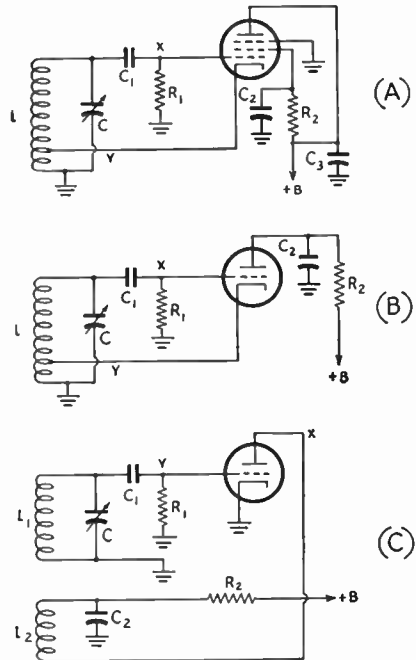 C₁ X
L C R₁ C₂ R₂ (A)
Y C₃
+B
C₂
C₁ X
L C R₁ R₂ (B)
Y
+B
X
C₁ Y
L₁ C R₁ (C)
R₂ +B
L₂ C₂